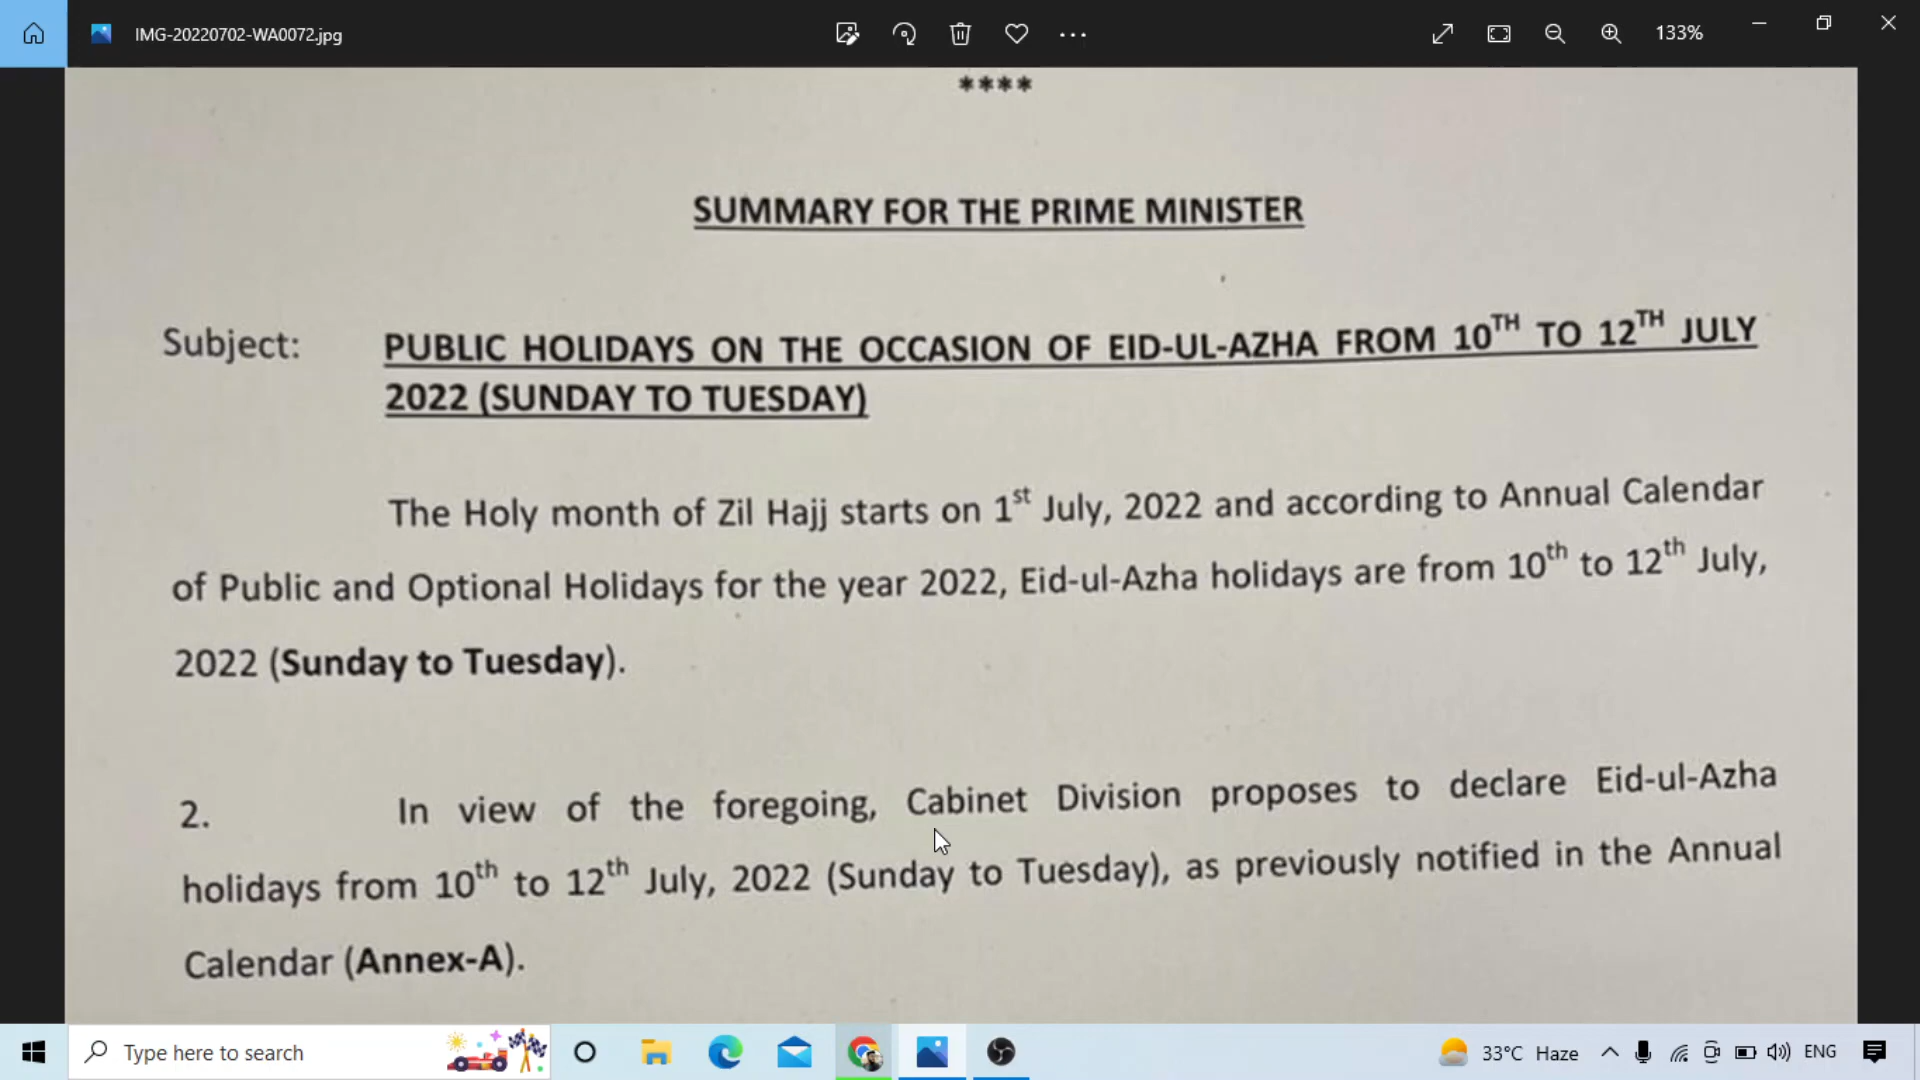 IMG-20220702-WA0072.jpg
133%
****
SUMMARY FOR THE PRIME MINISTER
Subject: PUBLIC HOLIDAYS ON THE OCCASION OF EID-UL-AZHA FROM 10TH TO 12TH JULY
2022 (SUNDAY TO TUESDAY)
The Holy month of Zil Hajj starts on 1st July, 2022 and according to Annual Calendar
of Public and Optional Holidays for the year 2022, Eid-ul-Azha holidays are from 10th to 12th July,
2022 (Sunday to Tuesday).
2. In view of the foregoing, Cabinet Division proposes to declare Eid-ul-Azha
holidays from 10th to 12th July, 2022 (Sunday to Tuesday), as previously notified in the Annual
Calendar (Annex-A).
Type here to search
33°C Haze
ENG